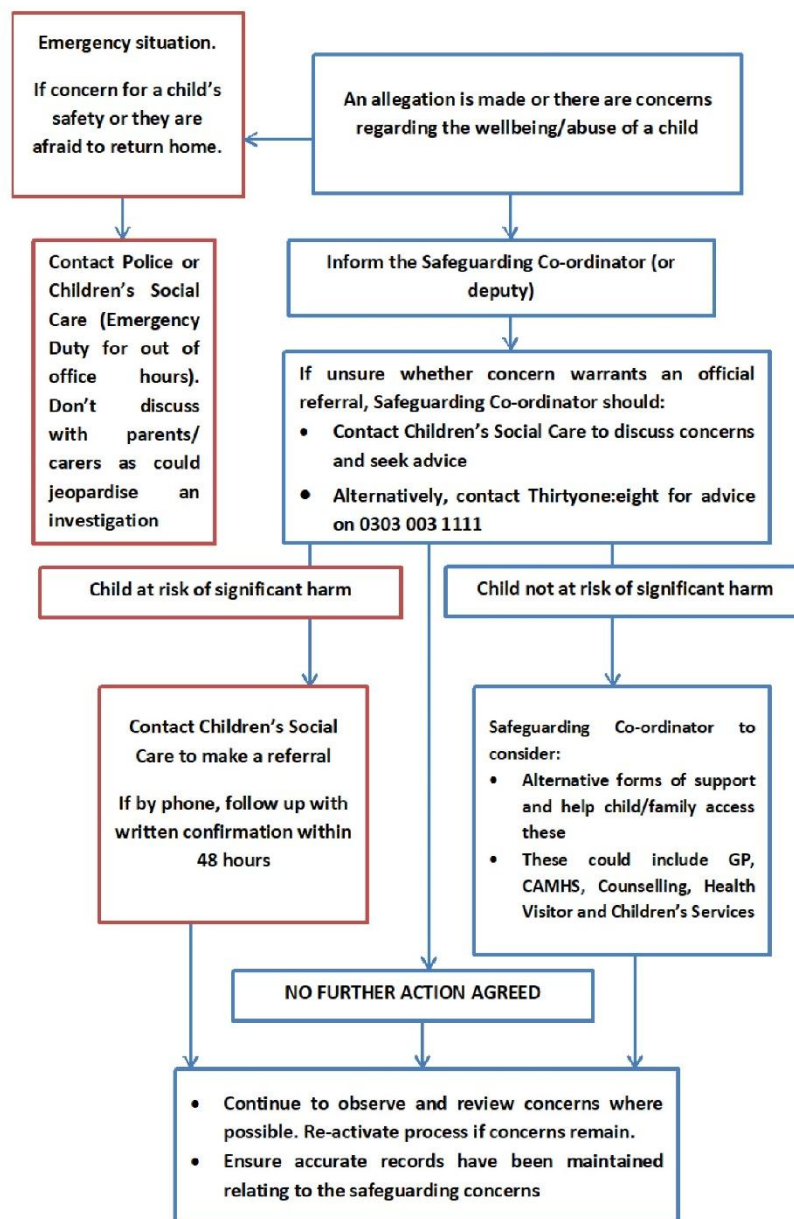 Emergency situation.
If concern for a child's
safety or they are
afraid to return home.
An allegation is made or there are concerns
regarding the wellbeing/abuse of a child
Contact Police or
Children's Social
Care (Emergency
Duty for out of
office hours).
Don't discuss
with parents/
carers as could
jeopardise an
investigation
Inform the Safeguarding Co-ordinator (or
deputy)
If unsure whether concern warrants an official
referral, Safeguarding Co-ordinator should:
• Contact Children's Social Care to discuss concerns
and seek advice
• Alternatively, contact Thirtyone:eight for advice
on 0303 003 1111
Child at risk of significant harm
Child not at risk of significant harm
Contact Children's Social
Care to make a referral
If by phone, follow up with
written confirmation within
48 hours
Safeguarding Co-ordinator to
consider:
• Alternative forms of support
and help child/family access
these
• These could include GP,
CAMHS, Counselling, Health
Visitor and Children's Services
NO FURTHER ACTION AGREED
• Continue to observe and review concerns where
possible. Re-activate process if concerns remain.
• Ensure accurate records have been maintained
relating to the safeguarding concerns